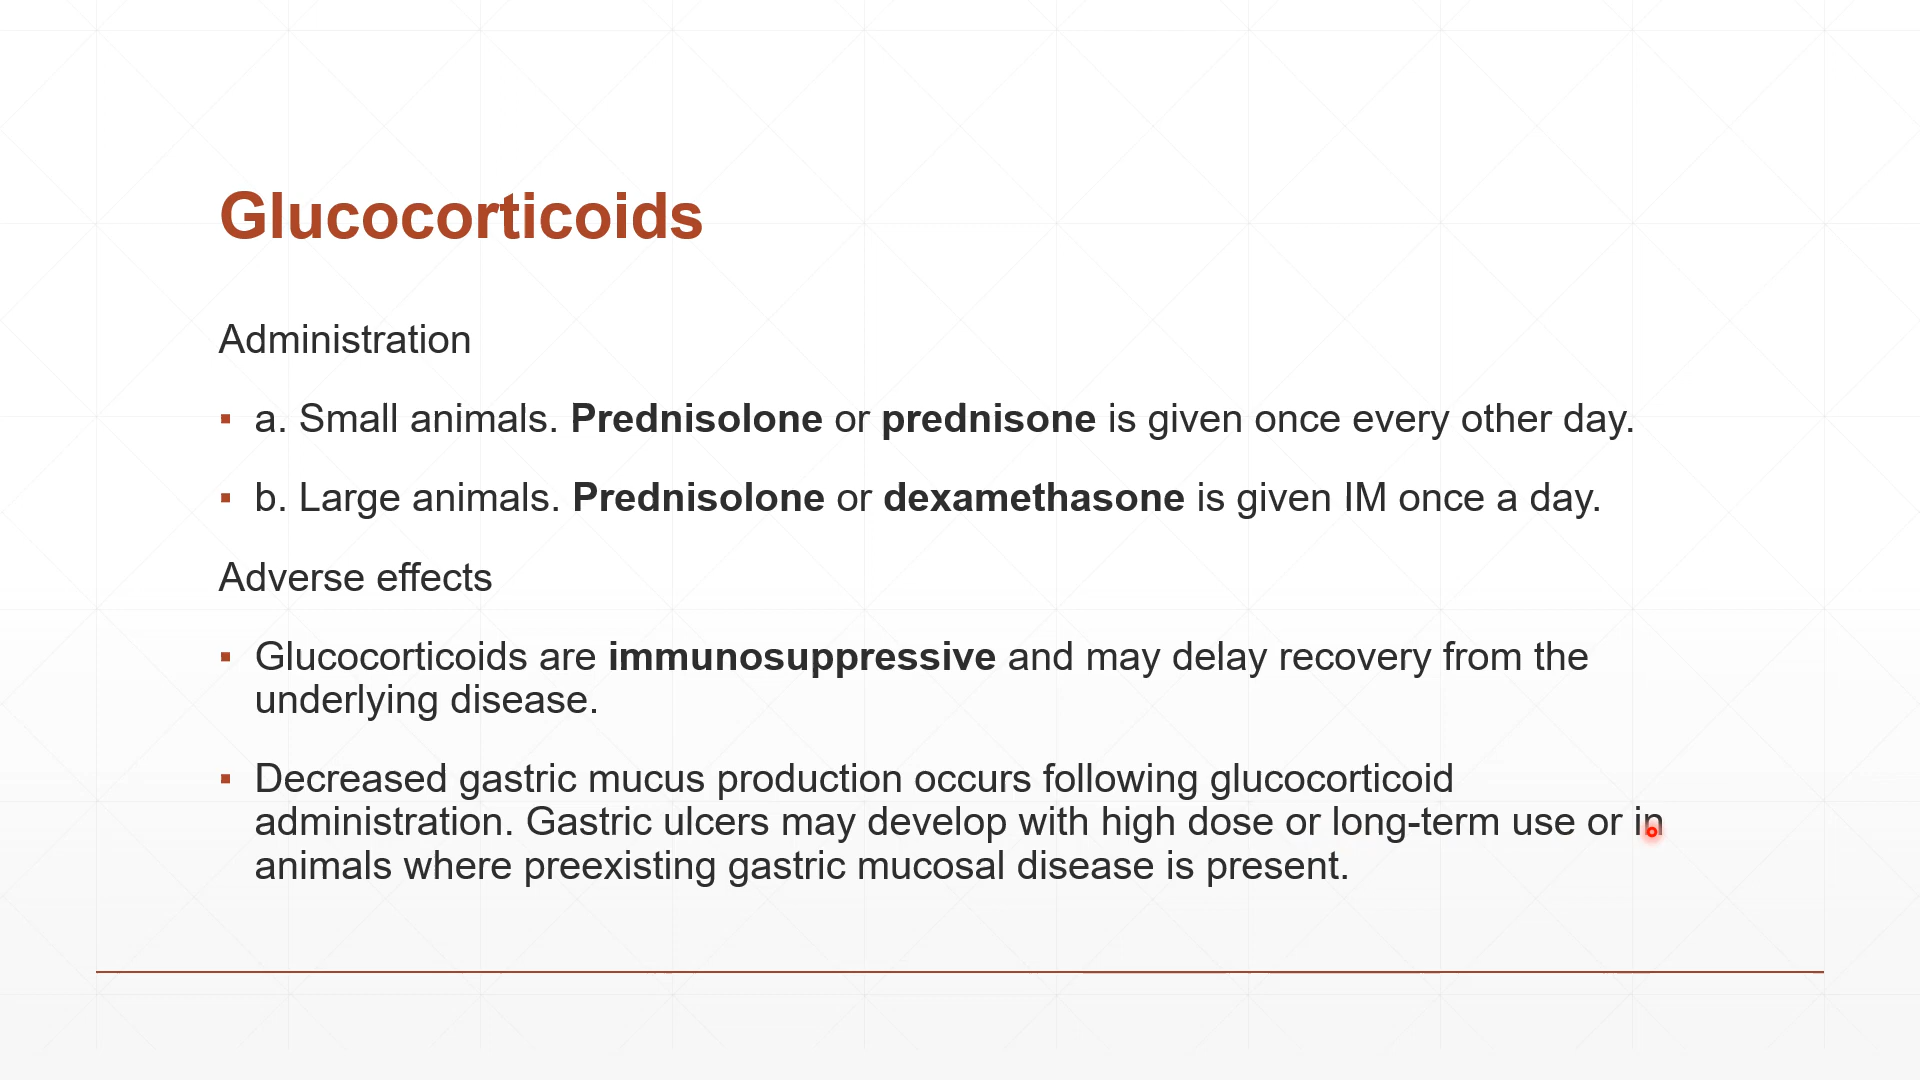 Glucocorticoids
Administration
▪ a. Small animals. Prednisolone or prednisone is given once every other day.
▪ b. Large animals. Prednisolone or dexamethasone is given IM once a day.
Adverse effects
▪ Glucocorticoids are immunosuppressive and may delay recovery from the
underlying disease.
▪ Decreased gastric mucus production occurs following glucocorticoid
administration. Gastric ulcers may develop with high dose or long-term use or in
animals where preexisting gastric mucosal disease is present.